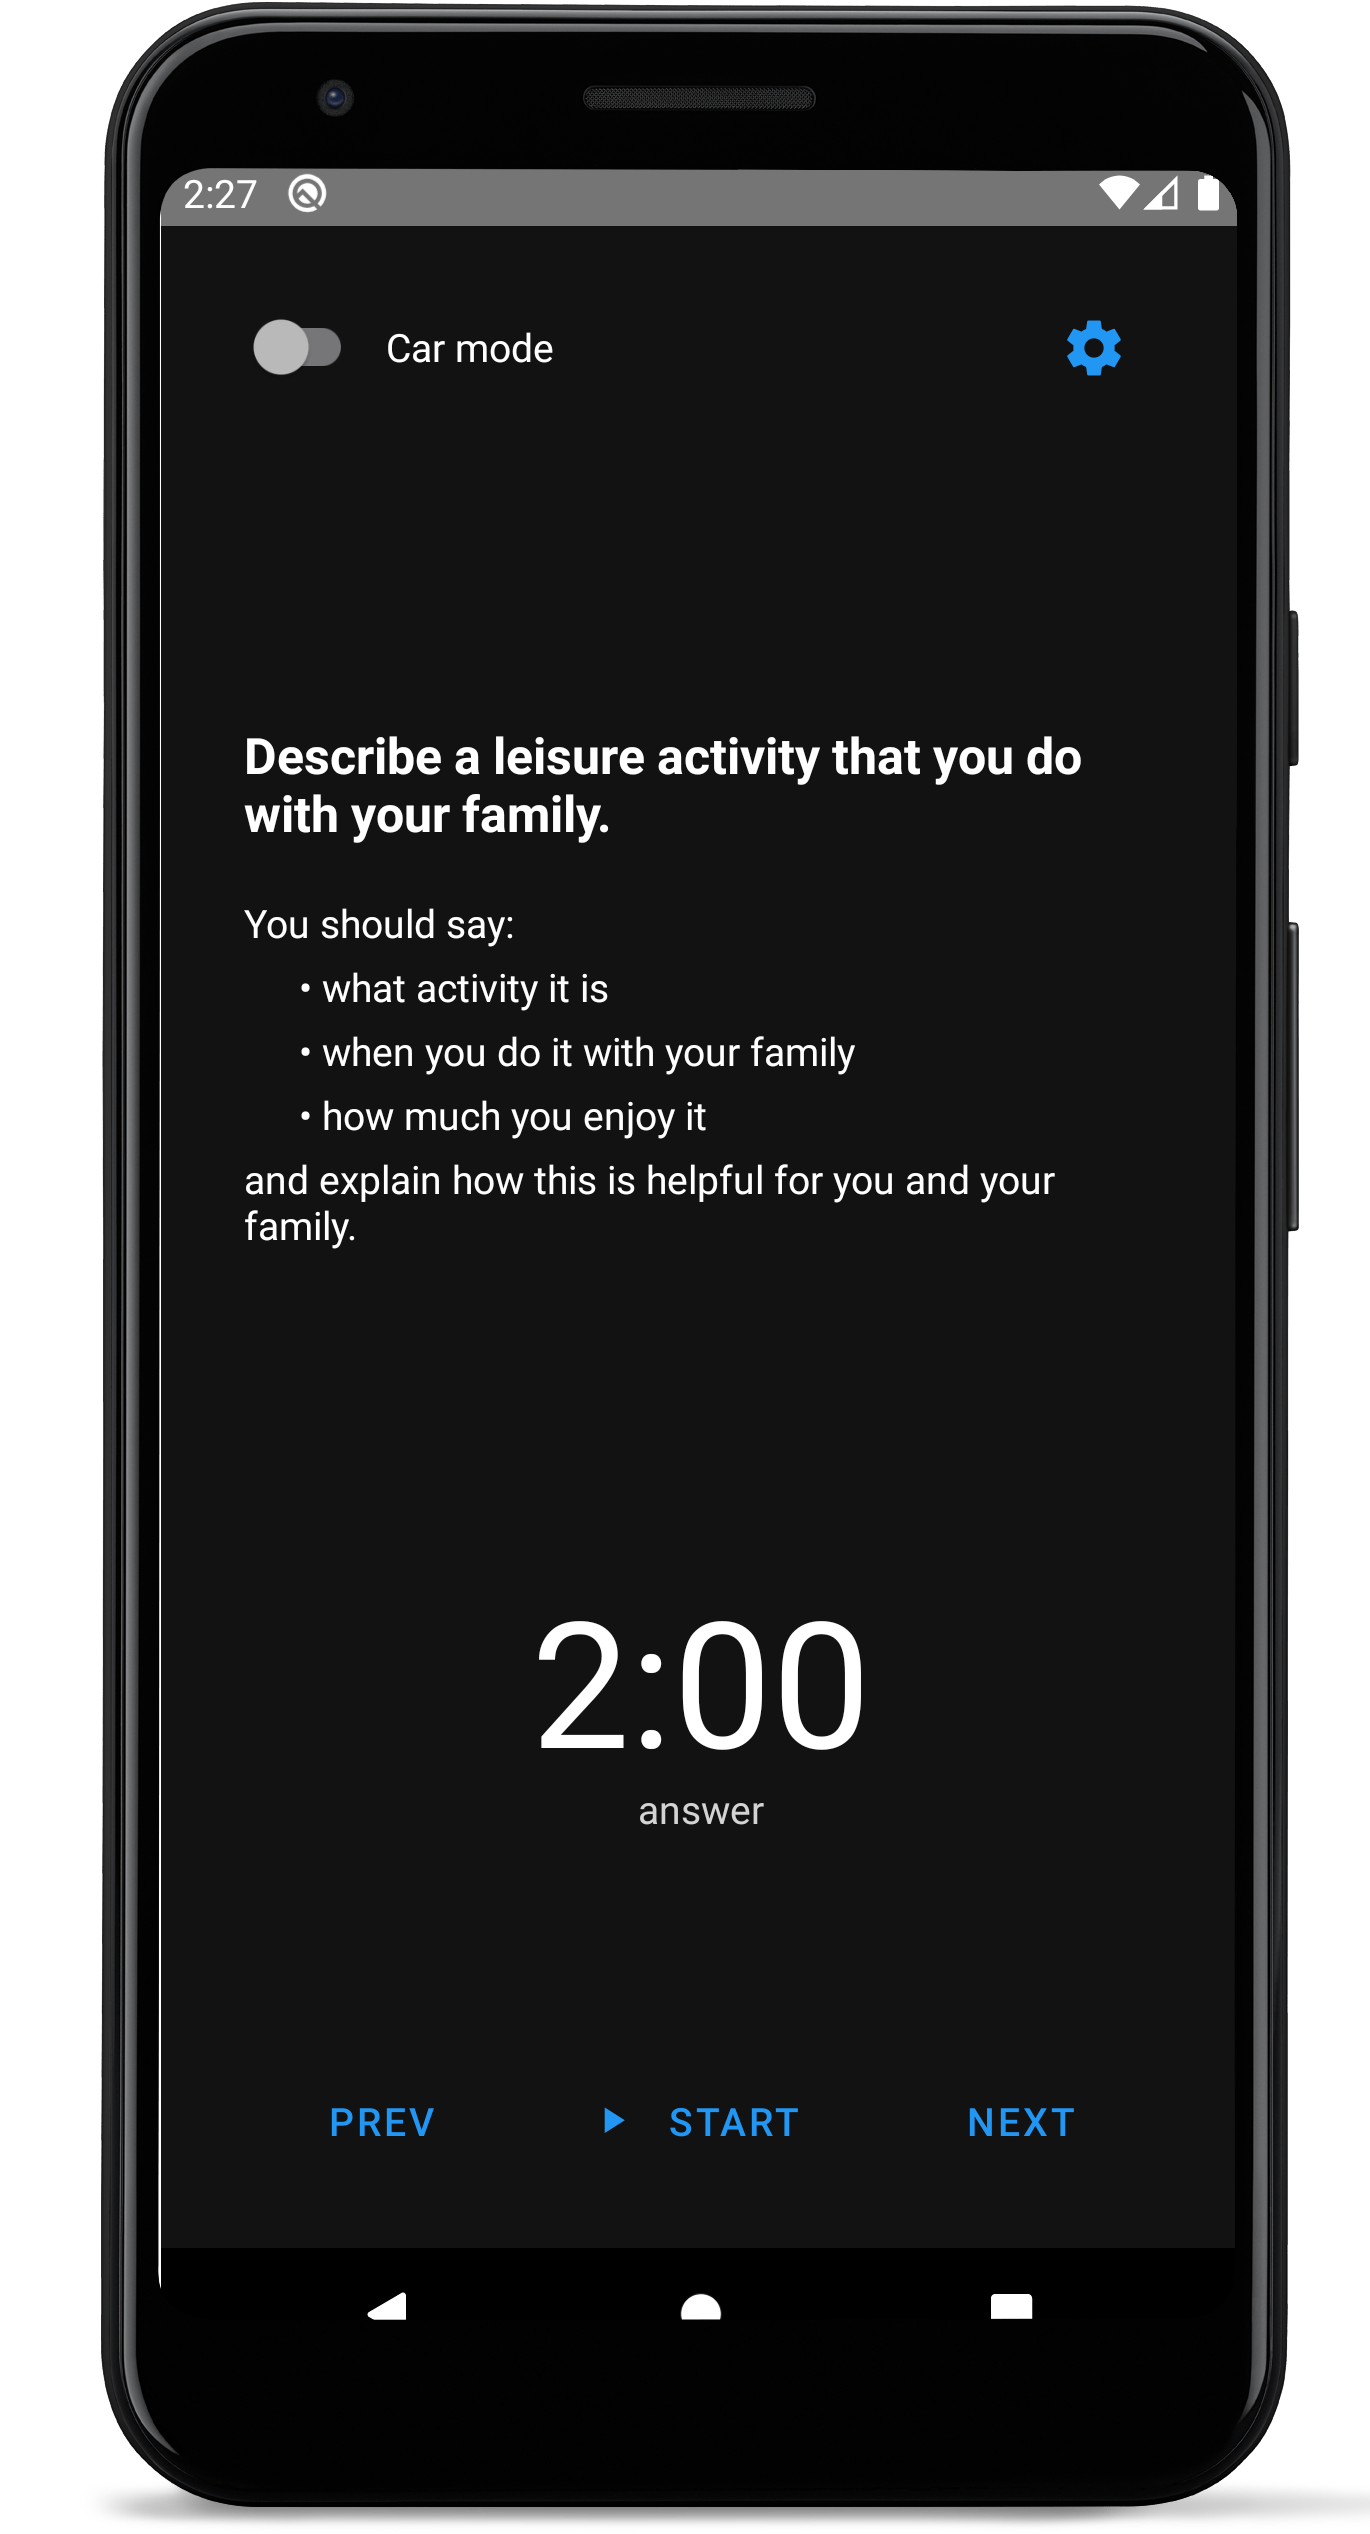 2:27
Car mode
Describe a leisure activity that you do
with your family.
You should say:
• what activity it is
• when you do it with your family
• how much you enjoy it
and explain how this is helpful for you and your
family.
2:00
answer
PREV START NEXT